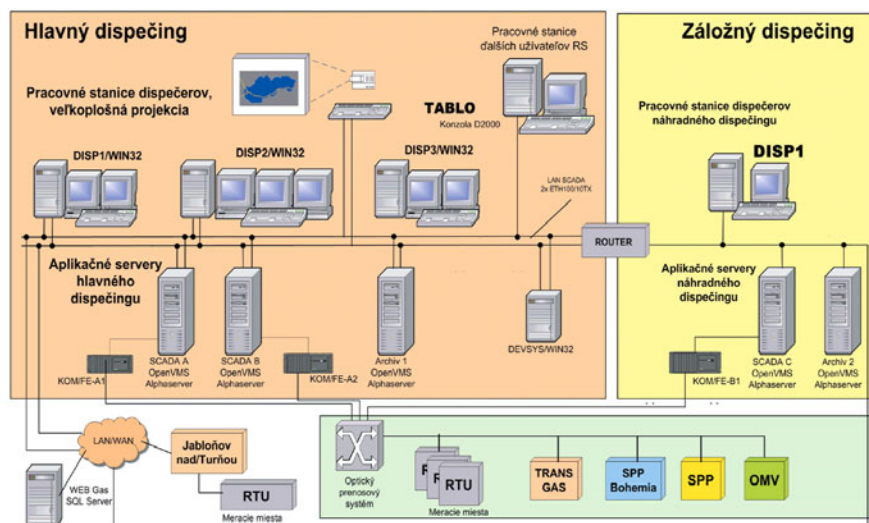 Hlavný dispečing
Pracovné stanice dispečerov,
veľkoplošná projekcia
Pracovné stanice
ďalších užívateľov RS
TABLO
Konzola D2000
DISP1/WIN32
DISP2/WIN32
DISP3/WIN32
LAN SCADA
2x ETH100/10TX
ROUTER
Aplikačné servery
hlavného
dispečingu
KOM/FE-A1
SCADA A
OpenVMS
Alphaserver
SCADA B
OpenVMS
Alphaserver
KOM/FE-A2
Archiv 1
OpenVMS
Alphaserver
DEVSYS/WIN32
Záložný dispečing
Pracovné stanice dispečerov
náhradného dispečingu
DISP1
Aplikačné servery
náhradného
dispečingu
KOM/FE-B1
SCADA C
OpenVMS
Alphaserver
Archiv 2
OpenVMS
Alphaserver
LAN/WAN
WEB Gas
SQL Server
Jabloňov
nad/Turňou
RTU
Meracie miesta
Optický
prenosový
systém
RTU
Meracie miesta
TRANS
GAS
SPP
Bohemia
SPP
OMV